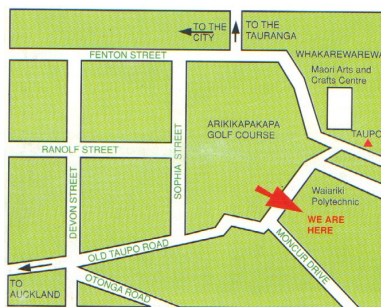 TO THE
CITY
TO THE
TAURANGA
FENTON STREET
WHAKAREWAREWA
Maori Arts and
Crafts Centre
ARIKIKAPAKAPA
GOLF COURSE
TAUPO
RANOLF STREET
SOPHIA STREET
DEVON STREET
Waiariki
Polytechnic
WE ARE
HERE
OLD TAUPO ROAD
MONCUR DRIVE
TO
AUCKLAND
OTONGA ROAD